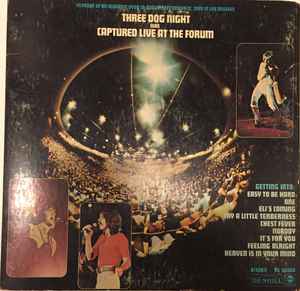 THREE DOG NIGHT
WAS
CAPTURED LIVE AT THE FORUM
GETTING INTO:
EASY TO BE HARD
ONE
ELI'S COMING
TRY A LITTLE TENDERNESS
CHEST FEVER
NOBODY
IT'S FOR YOU
FEELING ALRIGHT
HEAVEN IS IN YOUR MIND
STEREO
DUNHILL